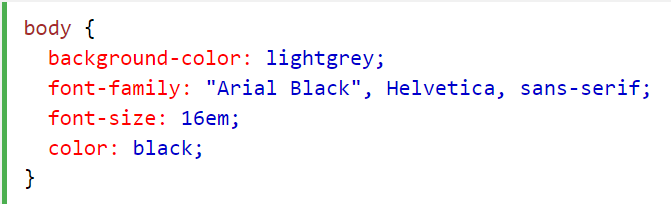 body {
  background-color: lightgrey;
  font-family: "Arial Black", Helvetica, sans-serif;
  font-size: 16em;
  color: black;
}